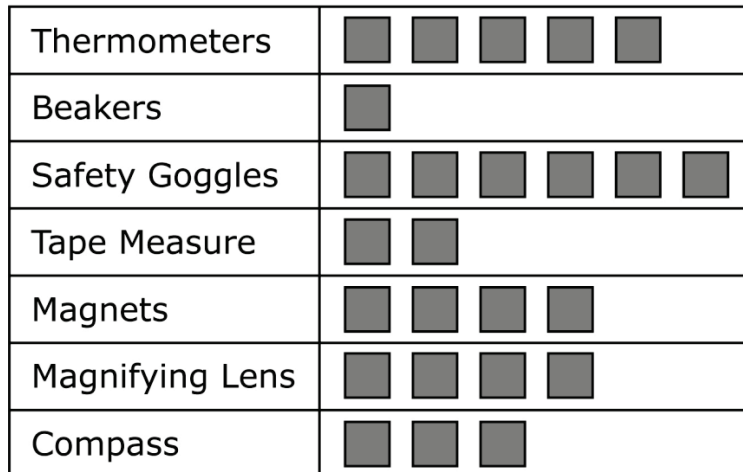 Thermometers
Beakers
Safety Goggles
Tape Measure
Magnets
Magnifying Lens
Compass